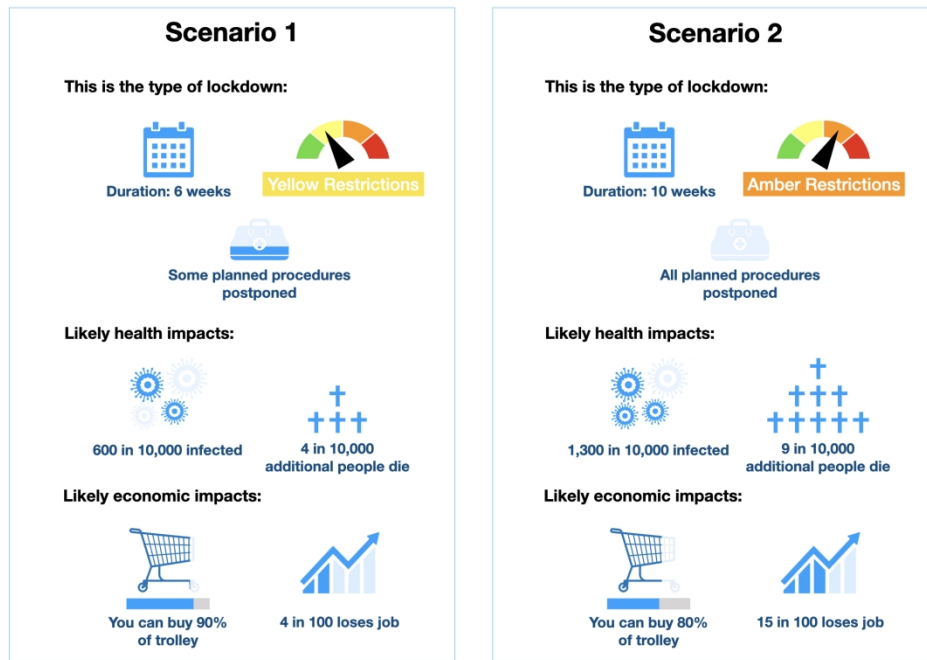 Scenario 1
This is the type of lockdown:
Duration: 6 weeks
Yellow Restrictions
Some planned procedures
postponed
Likely health impacts:
600 in 10,000 infected
4 in 10,000
additional people die
Likely economic impacts:
You can buy 90%
of trolley
4 in 100 loses job
Scenario 2
This is the type of lockdown:
Duration: 10 weeks
Amber Restrictions
All planned procedures
postponed
Likely health impacts:
1,300 in 10,000 infected
9 in 10,000
additional people die
Likely economic impacts:
You can buy 80%
of trolley
15 in 100 loses job